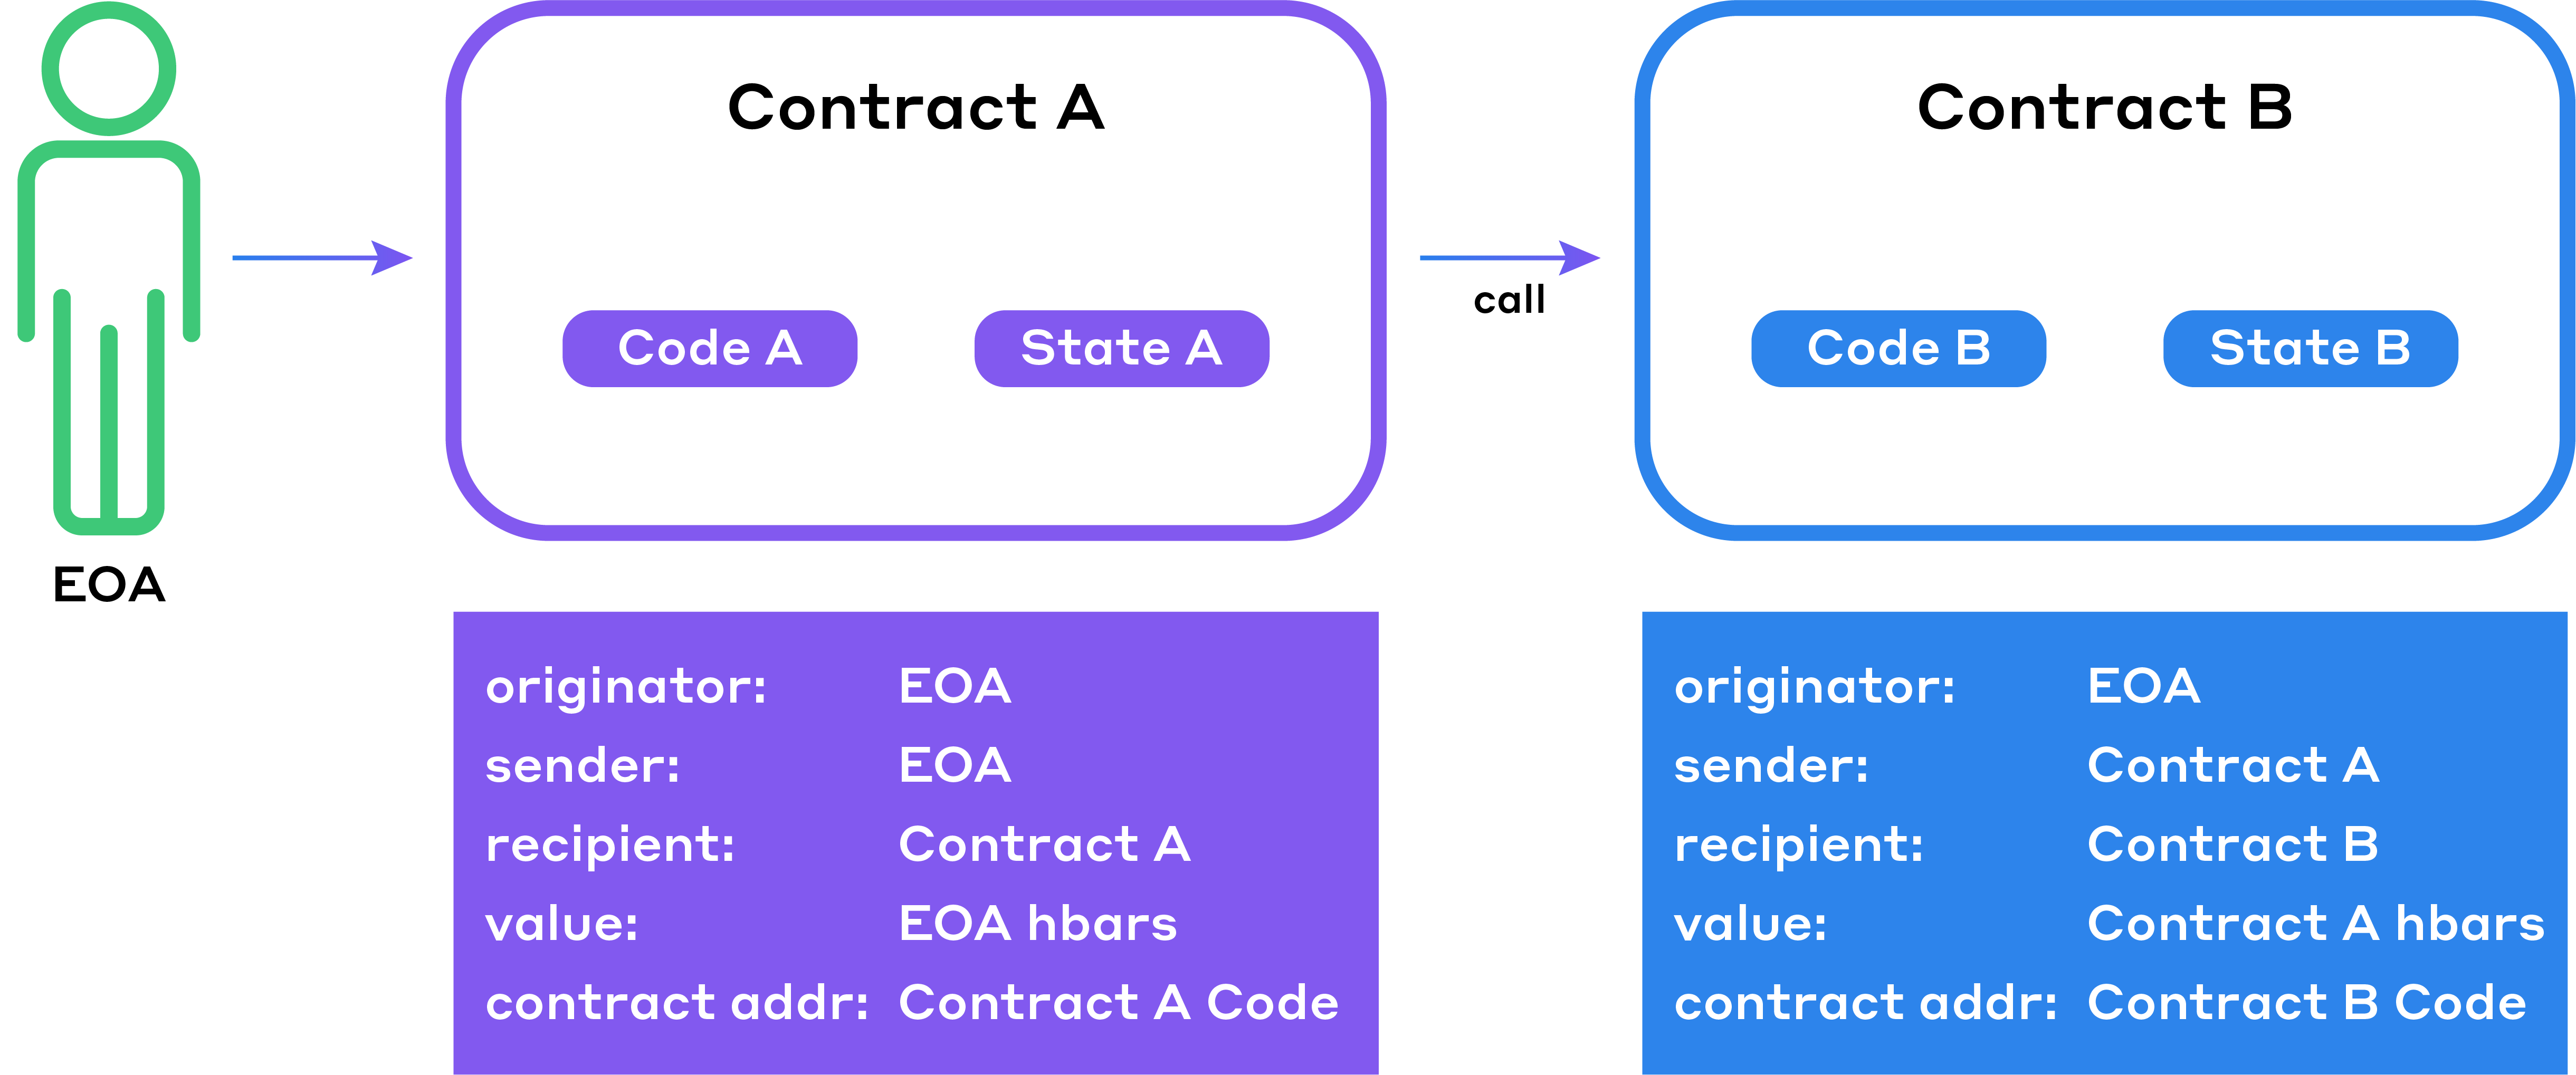 Contract A
Contract B
call
Code A
State A
Code B
State B
EOA
originator: EOA
sender: EOA
recipient: Contract A
value: EOA hbars
contract addr: Contract A Code
originator: EOA
sender: Contract A
recipient: Contract B
value: Contract A hbars
contract addr: Contract B Code